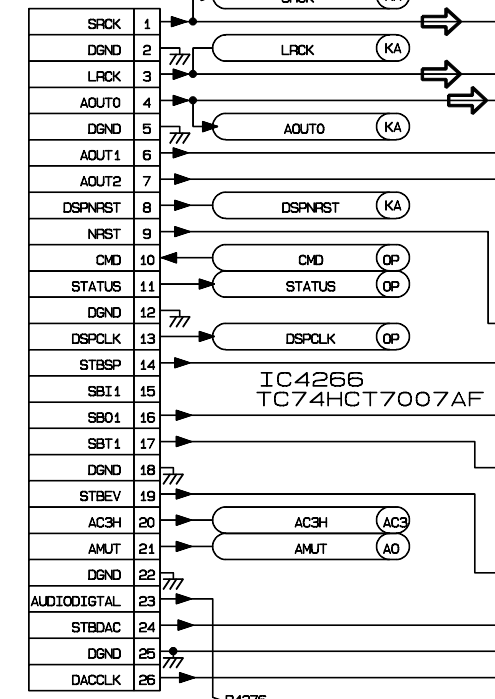 SRCK 1
DGND 2 LRCK KA
LRCK 3
AOUT0 4
DGND 5 AOUT0 KA
AOUT1 6
AOUT2 7
DSPNRST 8 DSPNRST KA
NRST 9
CMD 10 CMD OP
STATUS 11 STATUS OP
DGND 12
DSPCLK 13 DSPCLK OP
STBSP 14
SBI1 15 IC4266
TC74HCT7007AF
SBO1 16
SBT1 17
DGND 18
STBEV 19
AC3H 20 AC3H AC3
AMUT 21 AMUT AO
DGND 22
AUDIODIGTAL 23
STBDAC 24
DGND 25
DACCLK 26